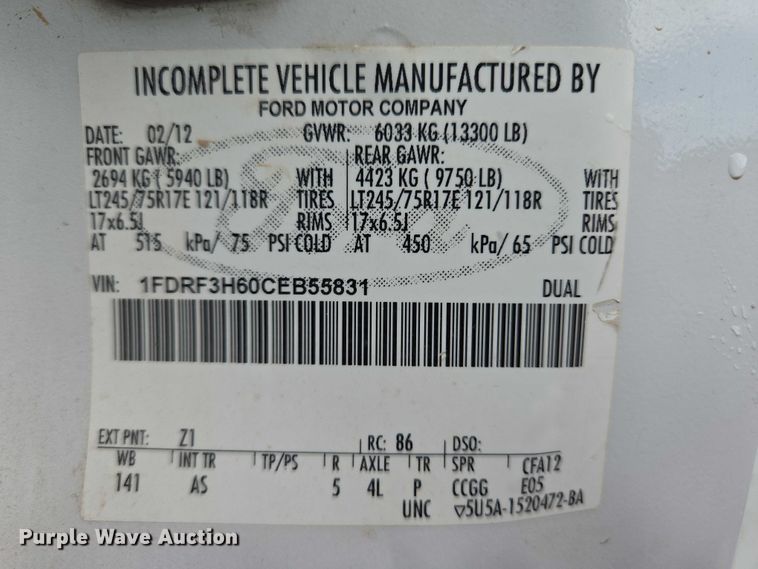 INCOMPLETE VEHICLE MANUFACTURED BY
FORD MOTOR COMPANY
DATE: 02/12 GVWR: 6033 KG (13300 LB)
FRONT GAWR: REAR GAWR:
2694 KG ( 5940 LB) WITH 4423 KG ( 9750 LB) WITH
LT245/75R17E 121/118R TIRES LT245/75R17E 121/118R TIRES
17x6.5J RIMS 17x6.5J RIMS
AT 515 kPa/ 75 PSI COLD AT 450 kPa/ 65 PSI COLD
VIN: 1FDRF3H60CEB55831 DUAL
EXT PNT: Z1 RC: 86 DSO:
WB INT TR TP/PS R AXLE TR SPR CFA12
141 AS 5 4L P CCGG E05
UNC ▽5U5A-1520472-BA
Purple Wave Auction